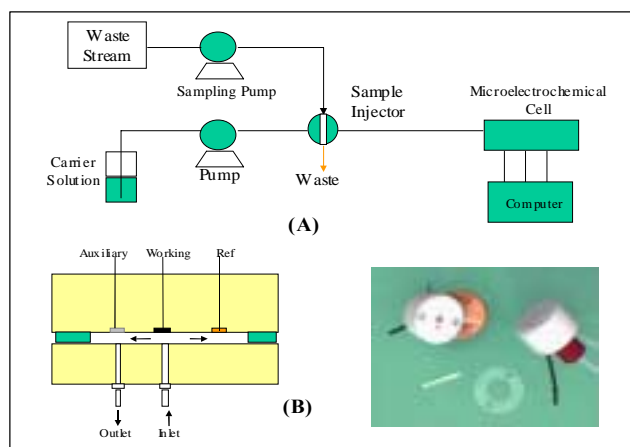 Waste
Stream
Sampling Pump
Sample
Injector
Microelectrochemical
Cell
Carrier
Solution
Pump
Waste
Computer
(A)
Auxiliary
Working
Ref
(B)
Outlet
Inlet